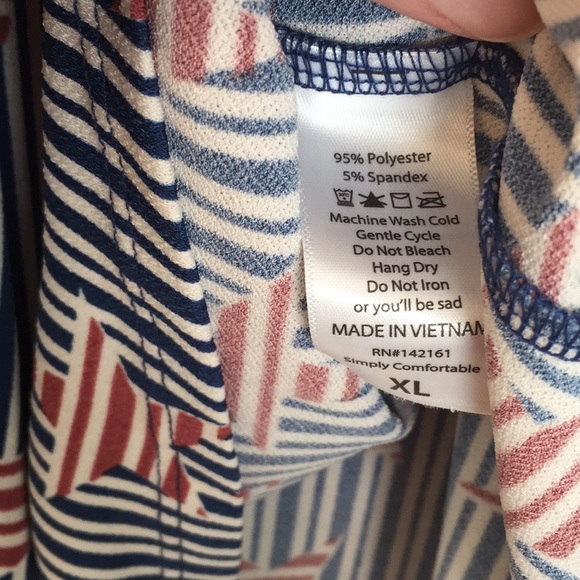 95% Polyester
5% Spandex
Machine Wash Cold
Gentle Cycle
Do Not Bleach
Hang Dry
Do Not Iron
or you'll be sad
MADE IN VIETNAM
RN#142161
Simply Comfortable
XL